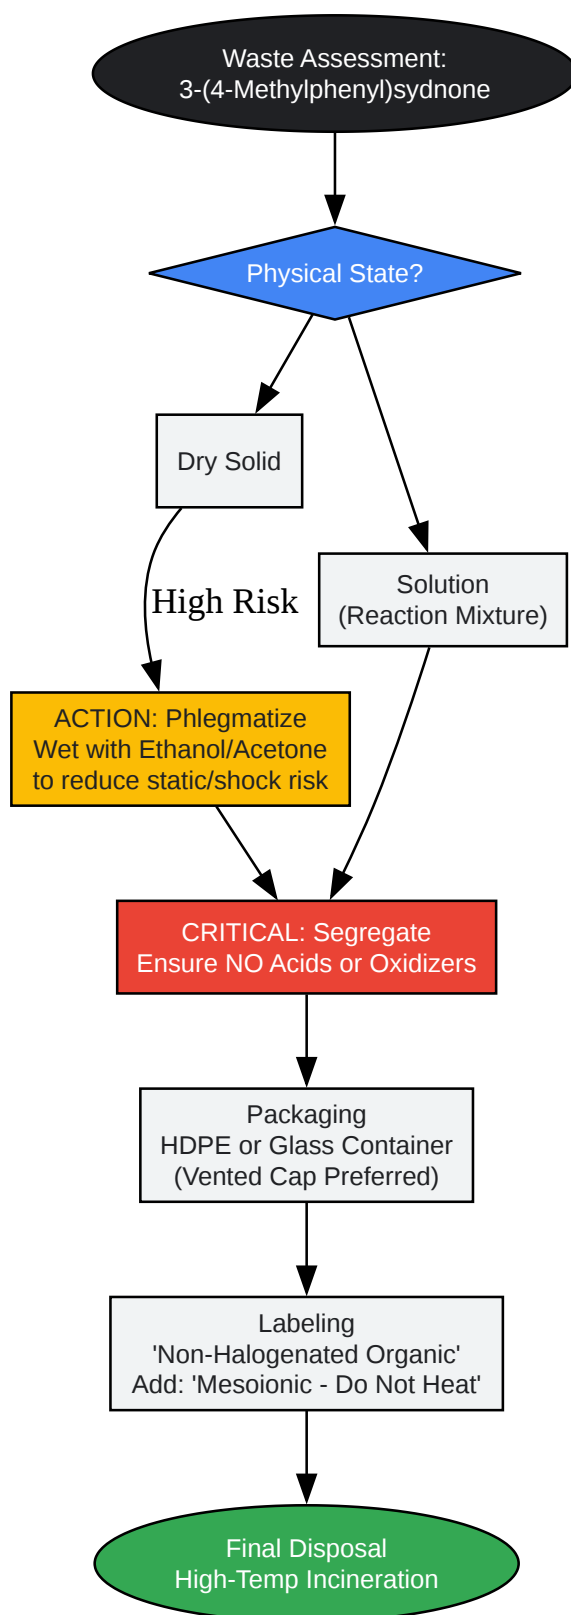 Waste Assessment:
3-(4-Methylphenyl)sydnone
Physical State?
Dry Solid
Solution
(Reaction Mixture)
High Risk
ACTION: Phlegmatize
Wet with Ethanol/Acetone
to reduce static/shock risk
CRITICAL: Segregate
Ensure NO Acids or Oxidizers
Packaging
HDPE or Glass Container
(Vented Cap Preferred)
Labeling
'Non-Halogenated Organic'
Add: 'Mesoionic - Do Not Heat'
Final Disposal
High-Temp Incineration